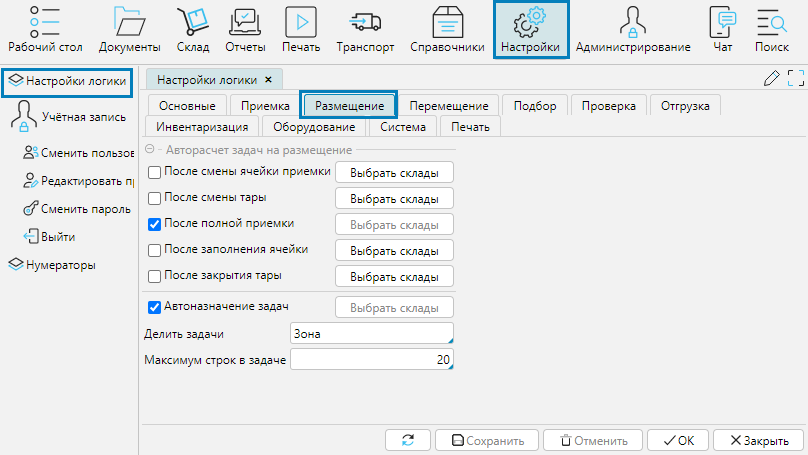 Рабочий стол Документы Склад Отчеты Печать Транспорт Справочники Настройки Администрирование Чат Поиск
Настройки логики
Учётная запись
Сменить пользов
Редактировать пр
Сменить пароль
Выйти
Нумераторы
Настройки логики ×
Основные Приемка Размещение Перемещение Подбор Проверка Отгрузка
Инвентаризация Оборудование Система Печать
Авторасчет задач на размещение
После смены ячейки приемки Выбрать склады
После смены тары Выбрать склады
После полной приемки Выбрать склады
После заполнения ячейки Выбрать склады
После закрытия тары Выбрать склады
Автоназначение задач Выбрать склады
Делить задачи Зона
Максимум строк в задаче 20
Сохранить Отменить ОК Закрыть